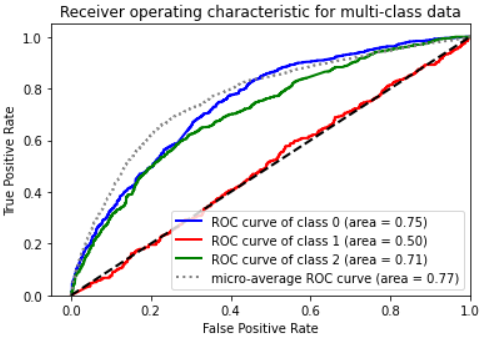 Receiver operating characteristic for multi-class data
True Positive Rate
1.0
0.8
0.6
0.4
0.2
0.0
ROC curve of class 0 (area = 0.75)
ROC curve of class 1 (area = 0.50)
ROC curve of class 2 (area = 0.71)
micro-average ROC curve (area = 0.77)
0.0 0.2 0.4 0.6 0.8 1.0
False Positive Rate